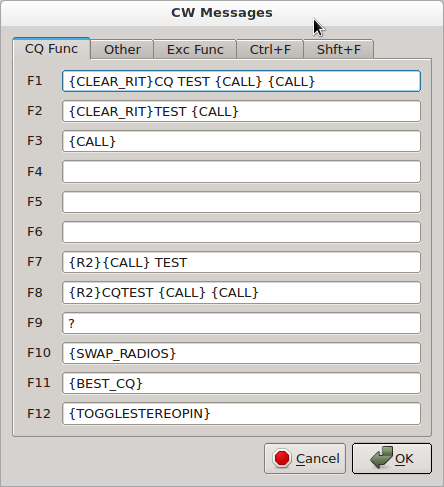 CW Messages
CQ Func Other Exc Func Ctrl+F Shft+F
F1 {CLEAR_RIT}CQ TEST {CALL} {CALL}
F2 {CLEAR_RIT}TEST {CALL}
F3 {CALL}
F4
F5
F6
F7 {R2}{CALL} TEST
F8 {R2}CQTEST {CALL} {CALL}
F9 ?
F10 {SWAP_RADIOS}
F11 {BEST_CQ}
F12 {TOGGLESTEREOPIN}
Cancel OK